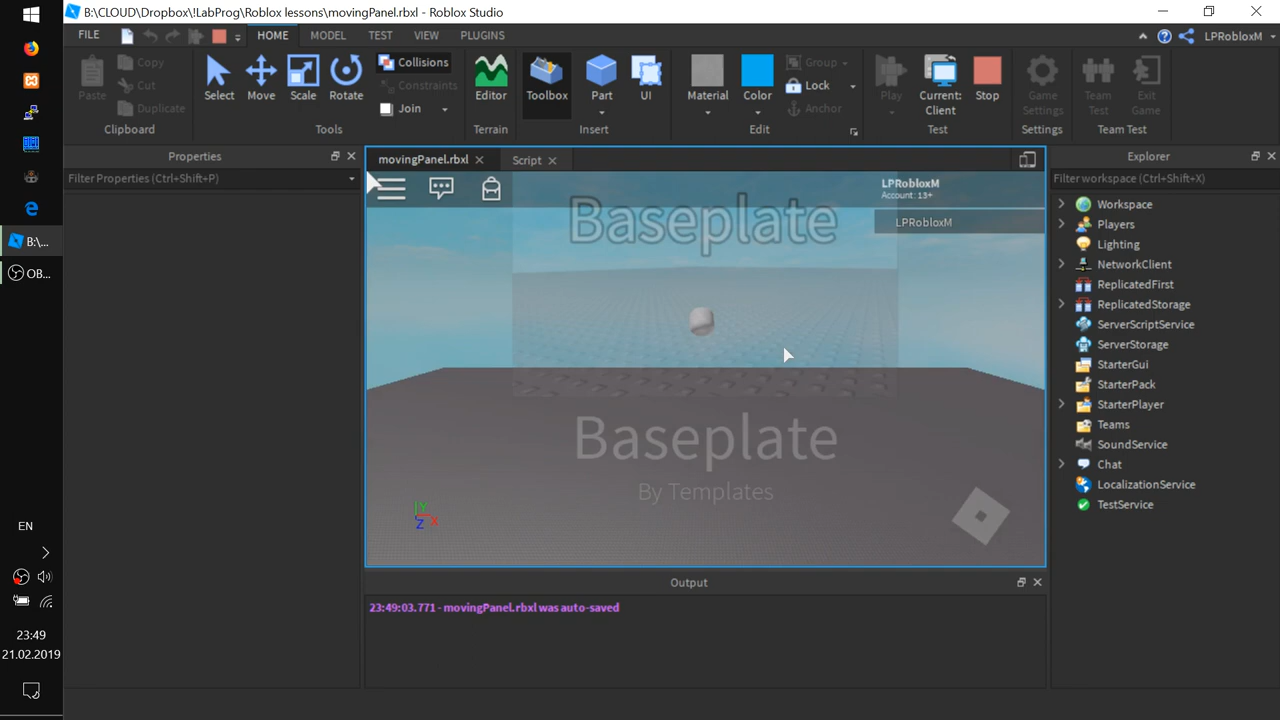 B:\CLOUD\Dropbox\!LabProg\Roblox lessons\movingPanel.rbxl - Roblox Studio
FILE
HOME
MODEL
TEST
VIEW
PLUGINS
LPRobloxM
Paste
Copy
Cut
Duplicate
Clipboard
Select
Move
Scale
Rotate
Collisions
Constraints
Join
Tools
Editor
Terrain
Toolbox
Part
UI
Insert
Material
Color
Group
Lock
Anchor
Edit
Play
Current:
Client
Stop
Test
Game
Settings
Settings
Team
Test
Exit
Game
Team Test
Properties
Filter Properties (Ctrl+Shift+P)
movingPanel.rbxl
Script
LPRobloxM
Account: 13+
LPRobloxM
Baseplate
Baseplate
By Templates
Y
Z
X
Output
23:49:03.771 - movingPanel.rbxl was auto-saved
Explorer
Filter workspace (Ctrl+Shift+X)
Workspace
Players
Lighting
NetworkClient
ReplicatedFirst
ReplicatedStorage
ServerScriptService
ServerStorage
StarterGui
StarterPack
StarterPlayer
Teams
SoundService
Chat
LocalizationService
TestService
B:\...
OB...
EN
23:49
21.02.2019